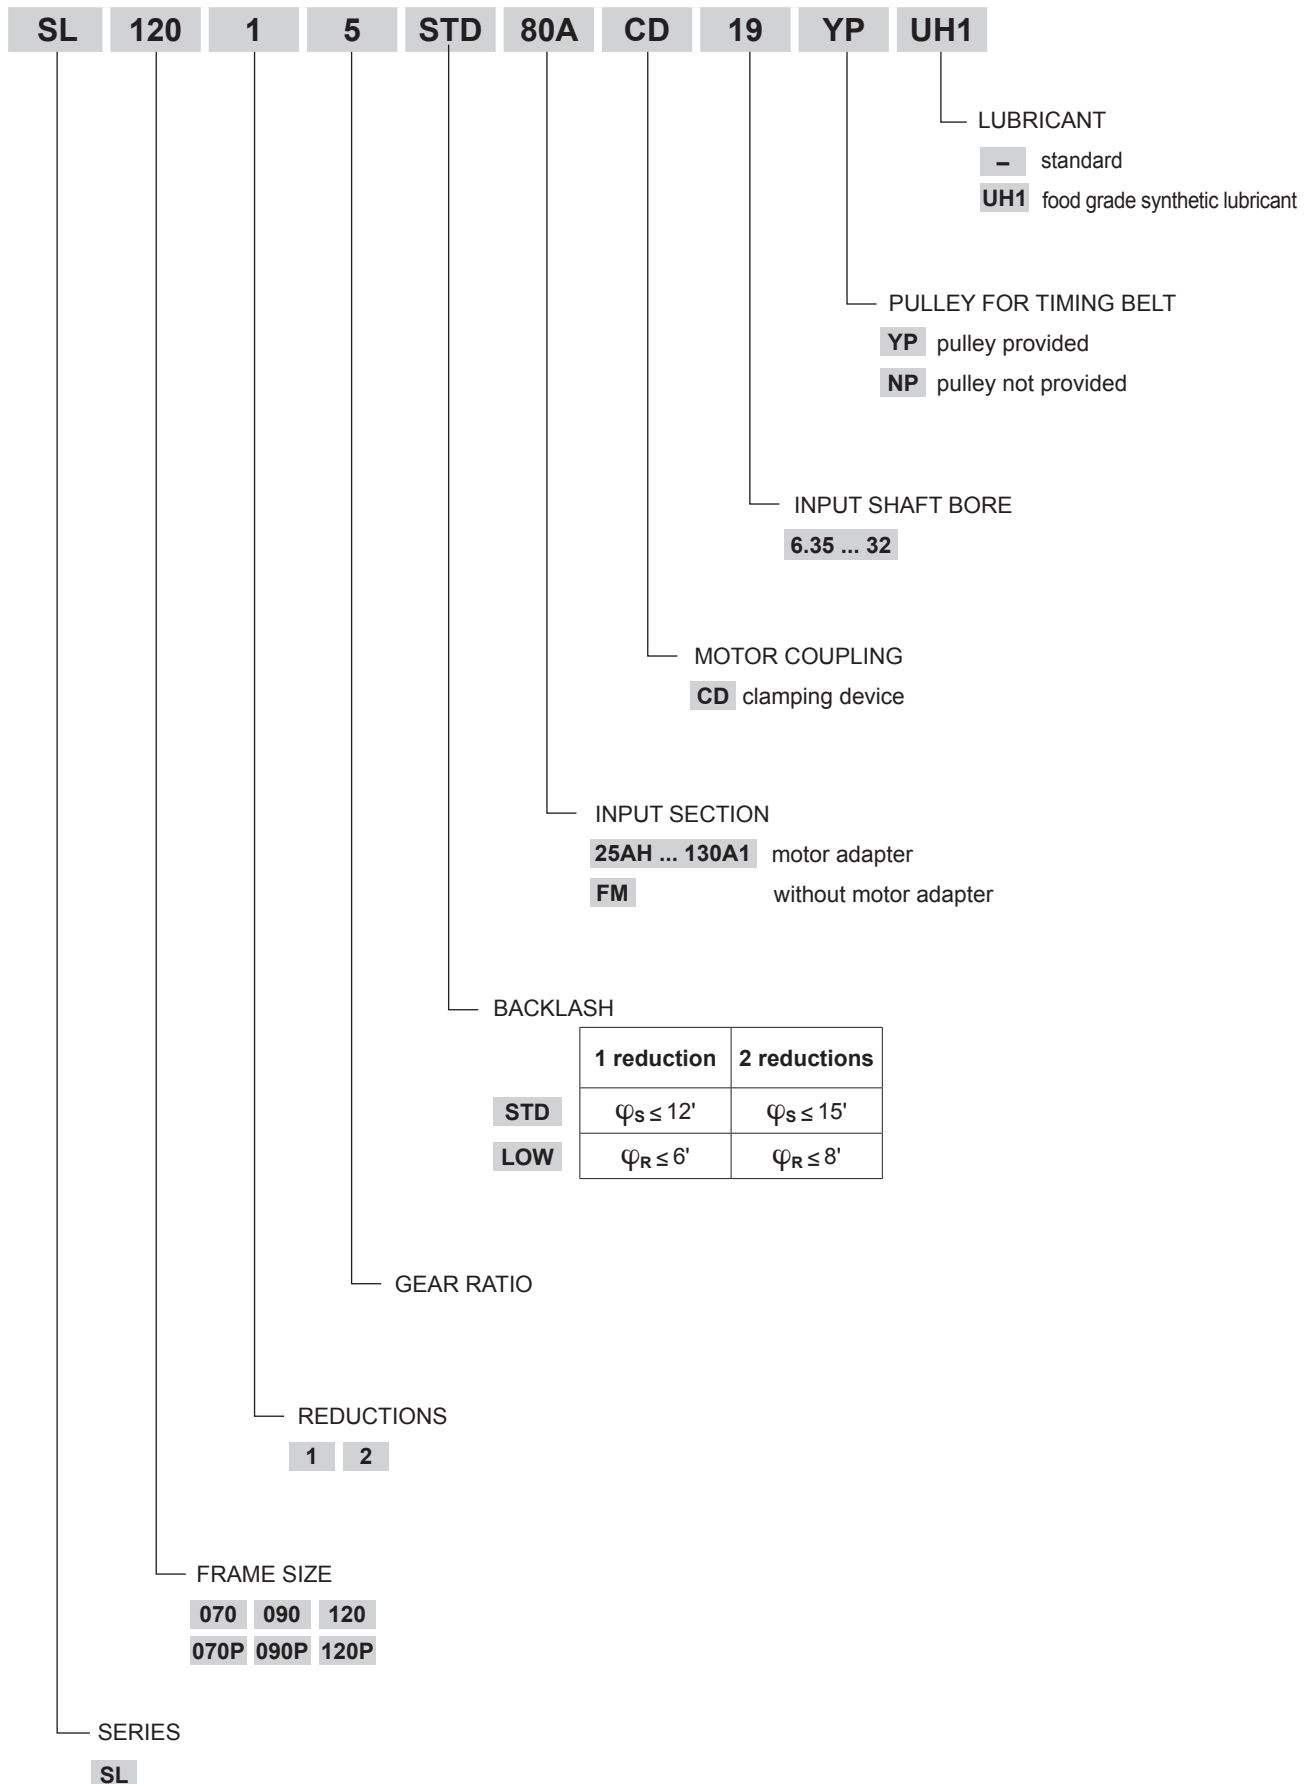 SL 120 1 5 STD 80A CD 19 YP UH1
LUBRICANT
– standard
UH1 food grade synthetic lubricant
PULLEY FOR TIMING BELT
YP pulley provided
NP pulley not provided
INPUT SHAFT BORE
6.35 ... 32
MOTOR COUPLING
CD clamping device
INPUT SECTION
25AH ... 130A1 motor adapter
FM without motor adapter
BACKLASH
1 reduction 2 reductions
STD φS ≤ 12' φS ≤ 15'
LOW φR ≤ 6' φR ≤ 8'
GEAR RATIO
REDUCTIONS
1 2
FRAME SIZE
070 090 120
070P 090P 120P
SERIES
SL